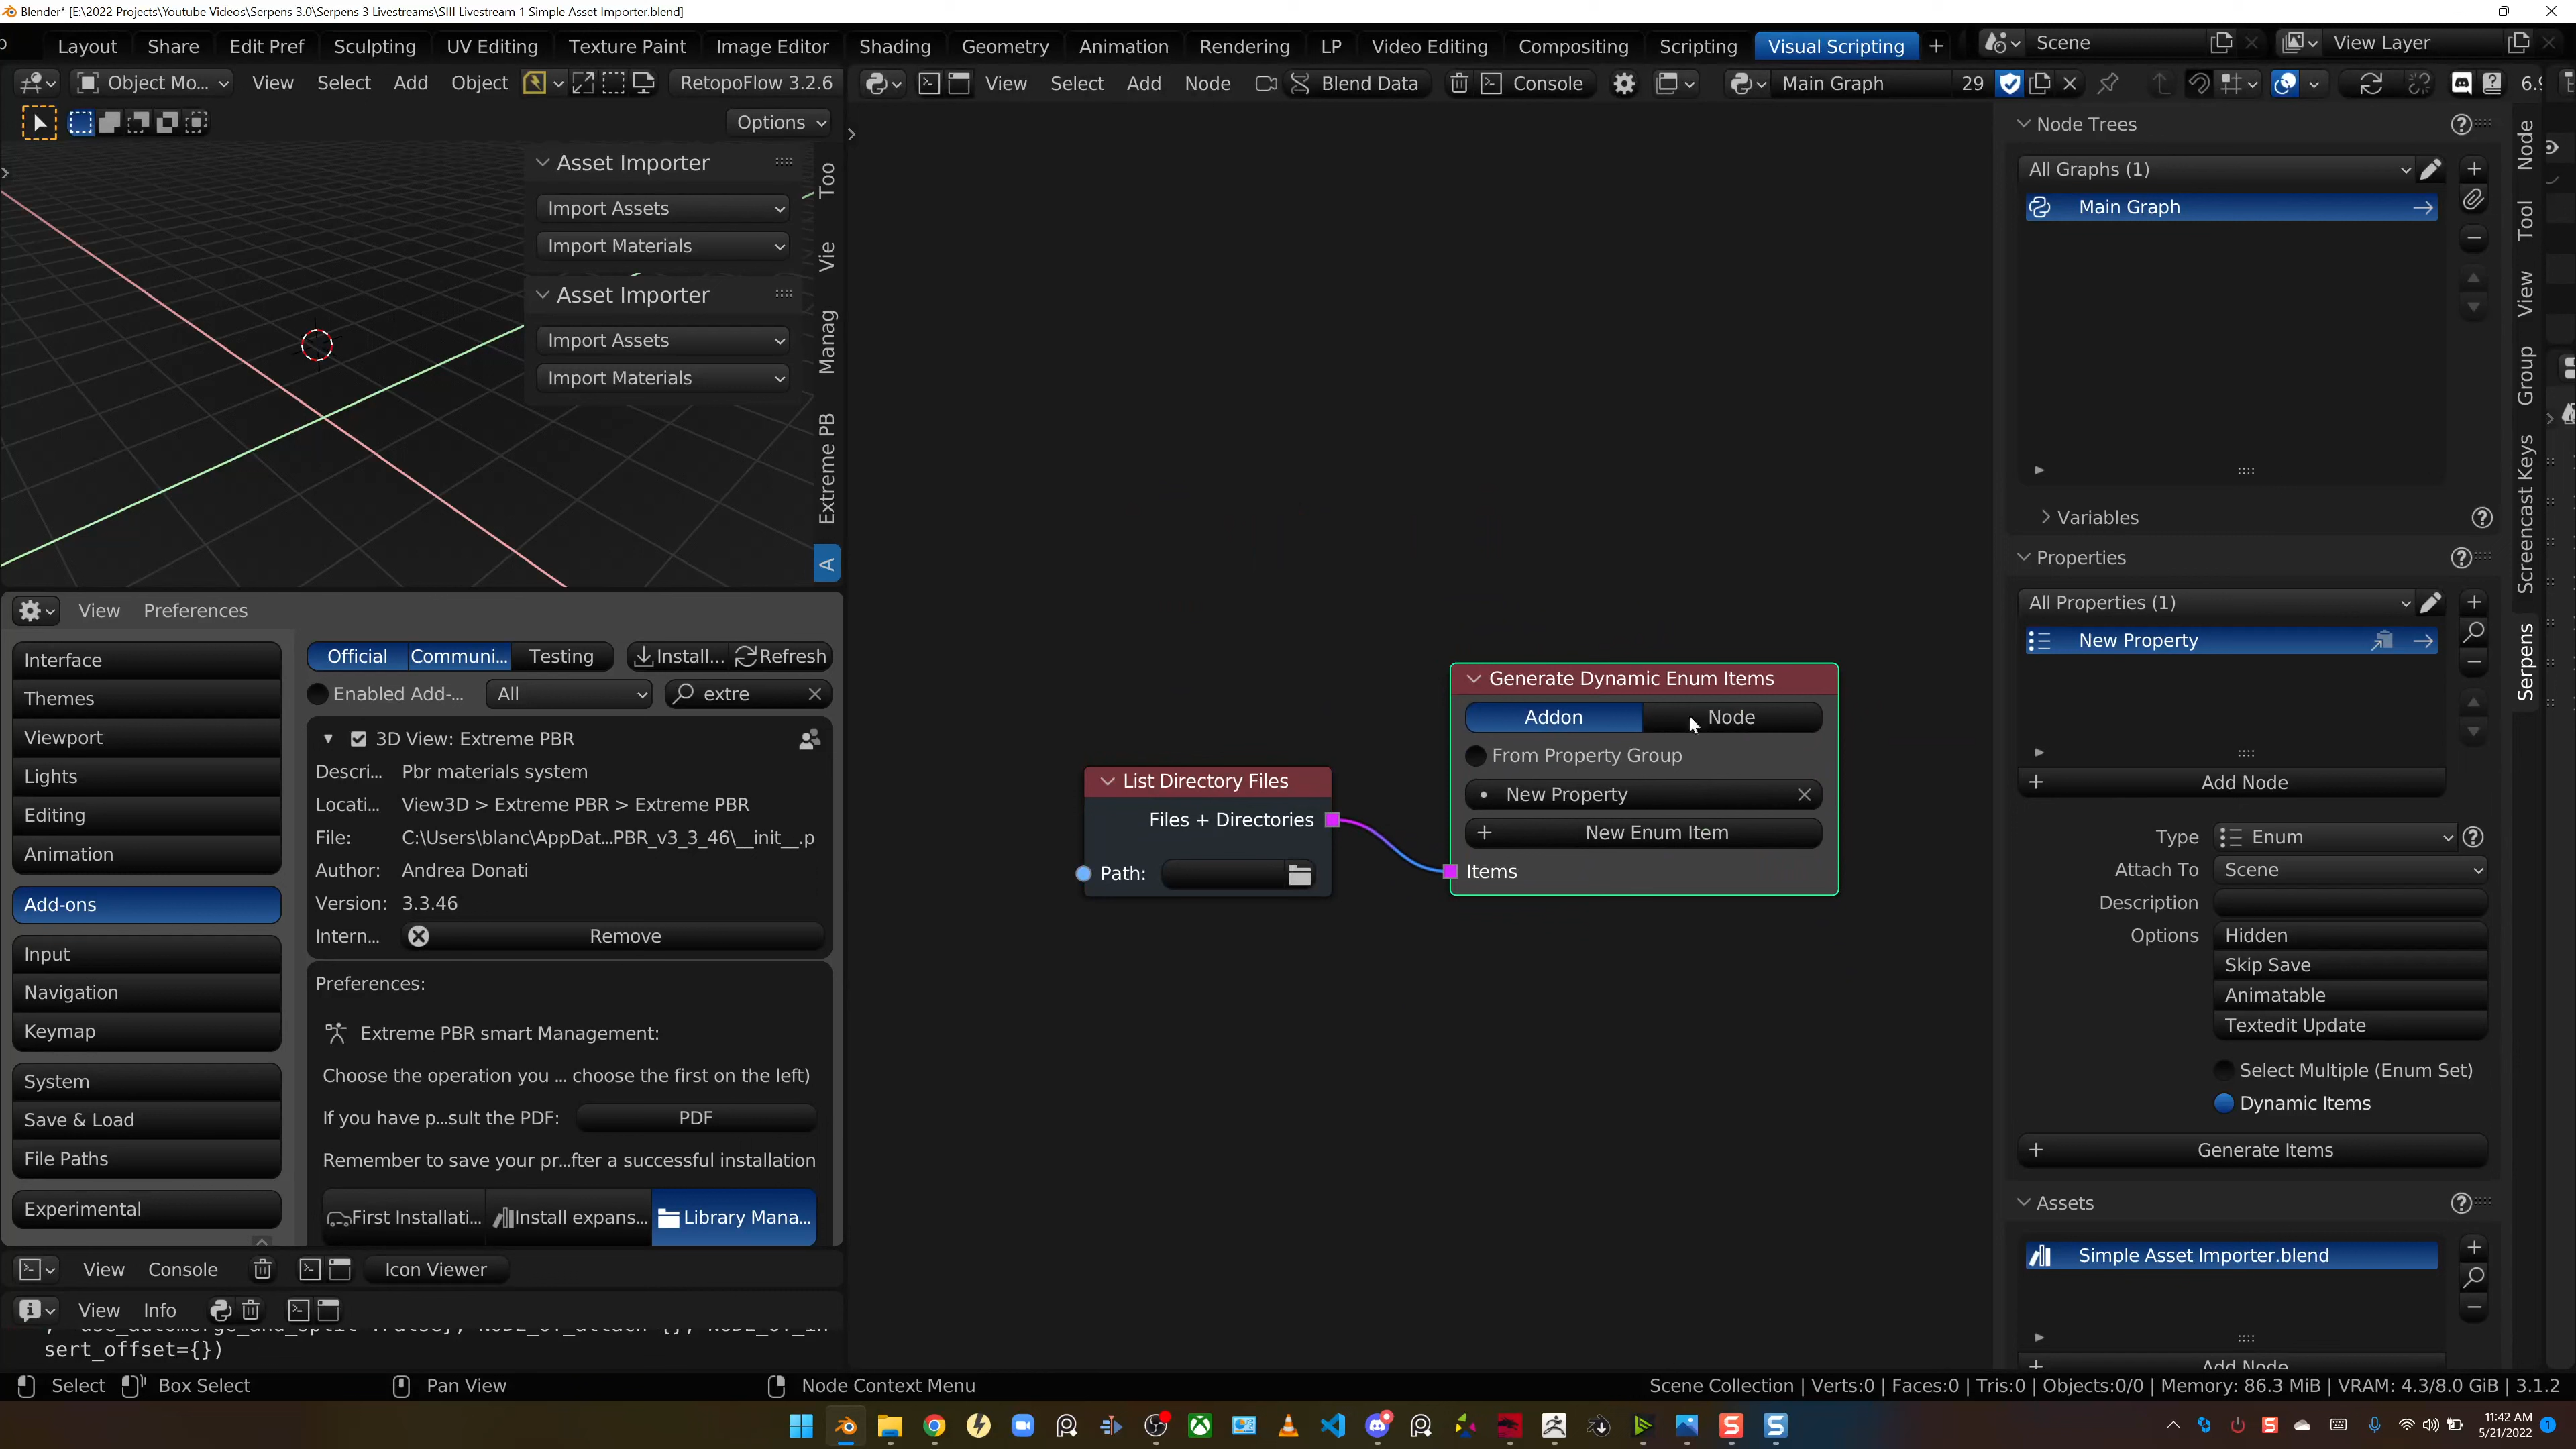 Blender* [E:\2022 Projects\Youtube Videos\Serpens 3.0\Serpens 3 Livestreams\SIII Livestream 1 Simple Asset Importer.blend]
Layout Share Edit Pref Sculpting UV Editing Texture Paint Image Editor Shading Geometry Animation Rendering LP Video Editing Compositing Scripting Visual Scripting + Scene View Layer
Object Mo... View Select Add Object RetopoFlow 3.2.6 View Select Add Node Blend Data Console Main Graph 29
Options
Asset Importer
Import Assets
Import Materials
Asset Importer
Import Assets
Import Materials
Too
Vie
Manag
Extreme PB
A
View Preferences
Interface
Themes
Viewport
Lights
Editing
Animation
Add-ons
Input
Navigation
Keymap
System
Save & Load
File Paths
Experimental
Official Communi... Testing Install... Refresh
Enabled Add-... All extre
3D View: Extreme PBR
Descri... Pbr materials system
Locati... View3D > Extreme PBR > Extreme PBR
File: C:\Users\blanc\AppDat...PBR_v3_3_46\__init__.p
Author: Andrea Donati
Version: 3.3.46
Intern... Remove
Preferences:
Extreme PBR smart Management:
Choose the operation you ... choose the first on the left)
If you have p...sult the PDF: PDF
Remember to save your pr...fter a successful installation
First Installati... Install expans... Library Mana...
View Console Icon Viewer
View Info
sert_offset={})
List Directory Files
Files + Directories
Path:
Generate Dynamic Enum Items
Addon Node
From Property Group
New Property
New Enum Item
Items
Node Trees
All Graphs (1)
Main Graph
Variables
Properties
All Properties (1)
New Property
Add Node
Type Enum
Attach To Scene
Description
Options Hidden
Skip Save
Animatable
Textedit Update
Select Multiple (Enum Set)
Dynamic Items
Generate Items
Assets
Simple Asset Importer.blend
Add Node
Node
Tool
View
Group
Screencast Keys
Serpens
Select Box Select Pan View Node Context Menu
Scene Collection | Verts:0 | Faces:0 | Tris:0 | Objects:0/0 | Memory: 86.3 MiB | VRAM: 4.3/8.0 GiB | 3.1.2
11:42 AM
5/21/2022